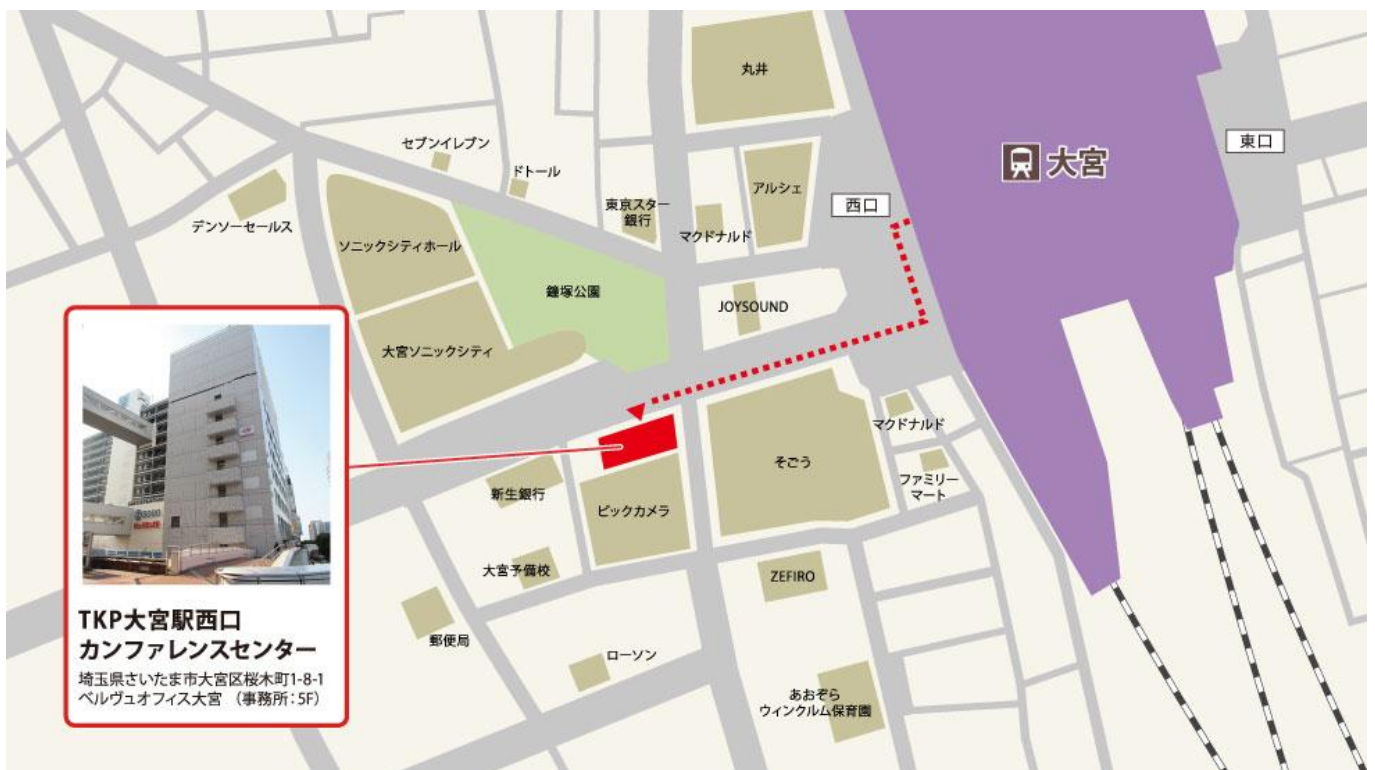 丸井
東口
大宮
セブンイレブン
ドトール
アルシェ
西口
東京スター
銀行
デンソーセールス
マクドナルド
ソニックシティホール
鐘塚公園
JOYSOUND
大宮ソニックシティ
マクドナルド
そごう
ファミリー
マート
新生銀行
ビックカメラ
大宮予備校
ZEFIRO
郵便局
ローソン
あおぞら
ウィンクルム保育園
TKP大宮駅西口
カンファレンスセンター
埼玉県さいたま市大宮区桜木町1-8-1
ベルヴュオフィス大宮 （事務所：5F）